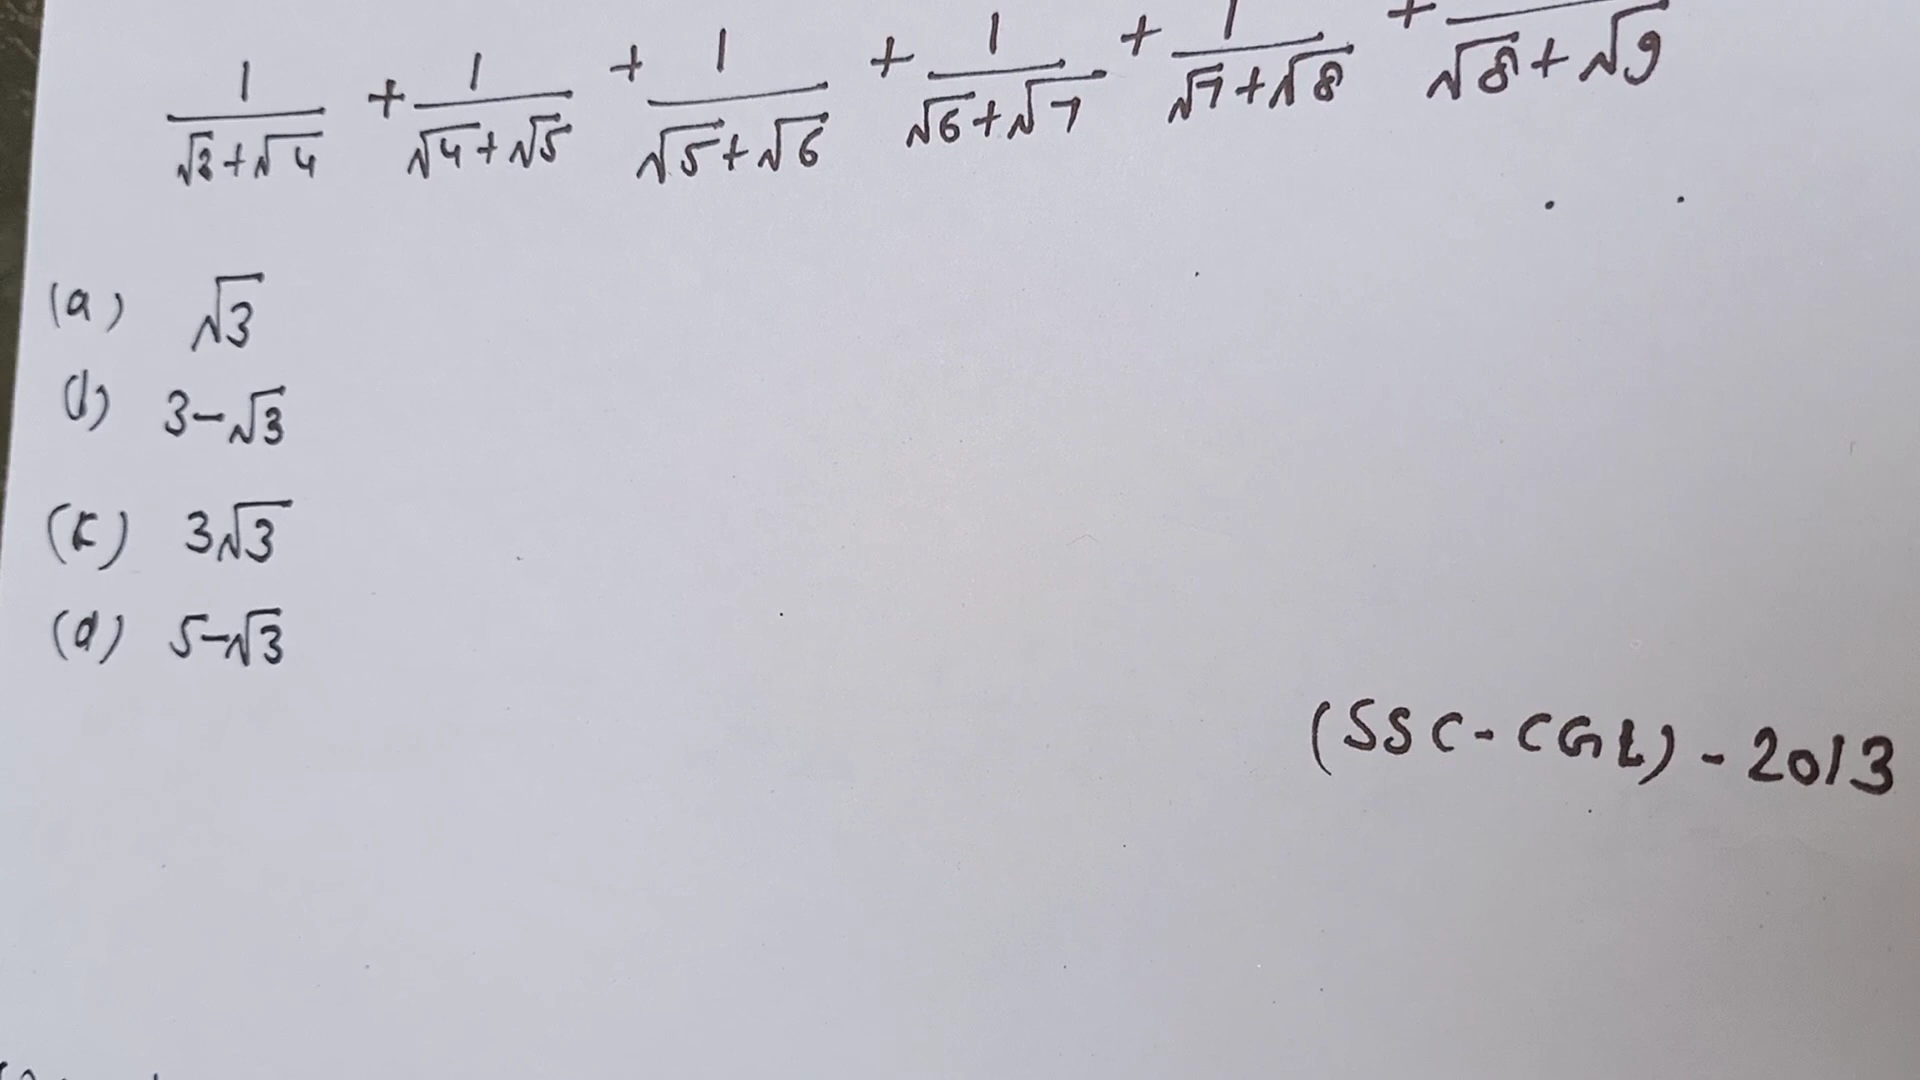 1/(√3+√4) + 1/(√4+√5) + 1/(√5+√6) + 1/(√6+√7) + 1/(√7+√8) + /(√8+√9)
(a) √3
(b) 3-√3
(c) 3√3
(d) 5-√3
(SSC-CGL)-2013